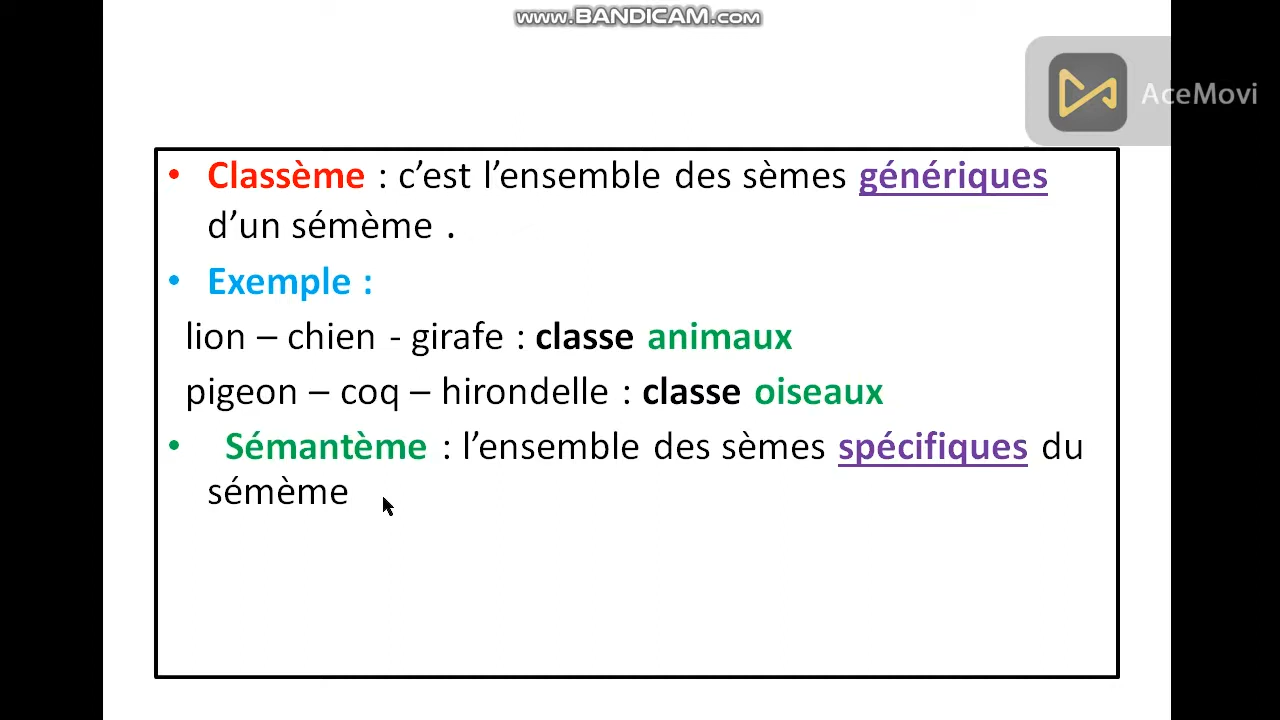 www.BANDICAM.com
AceMovi
• Classème : c’est l’ensemble des sèmes génériques
d’un sémème .
• Exemple :
lion – chien - girafe : classe animaux
pigeon – coq – hirondelle : classe oiseaux
• Sémantème : l’ensemble des sèmes spécifiques du
sémème